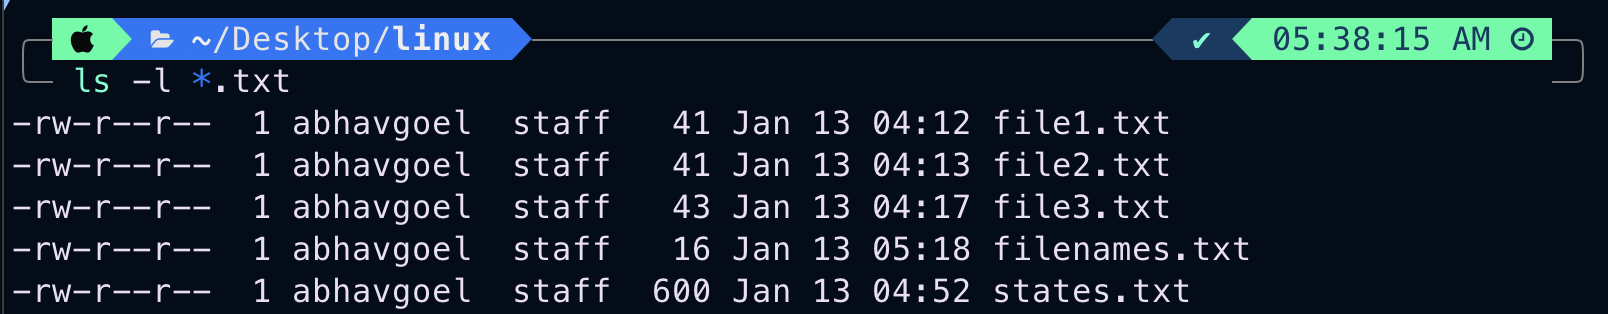 ~/Desktop/linux ✔ 05:38:15 AM
ls -l *.txt
-rw-r--r--  1 abhavgoel  staff   41 Jan 13 04:12 file1.txt
-rw-r--r--  1 abhavgoel  staff   41 Jan 13 04:13 file2.txt
-rw-r--r--  1 abhavgoel  staff   43 Jan 13 04:17 file3.txt
-rw-r--r--  1 abhavgoel  staff   16 Jan 13 05:18 filenames.txt
-rw-r--r--  1 abhavgoel  staff  600 Jan 13 04:52 states.txt